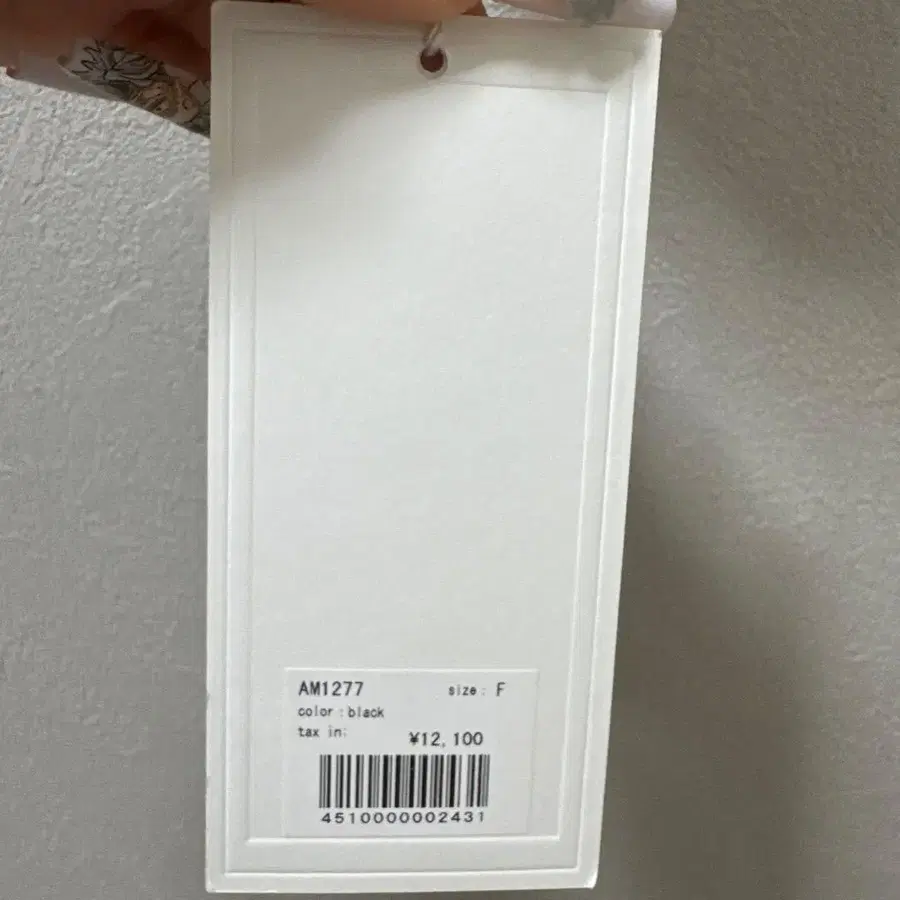 AM1277 size: F
color:black
tax in:
¥12,100
4510000002431